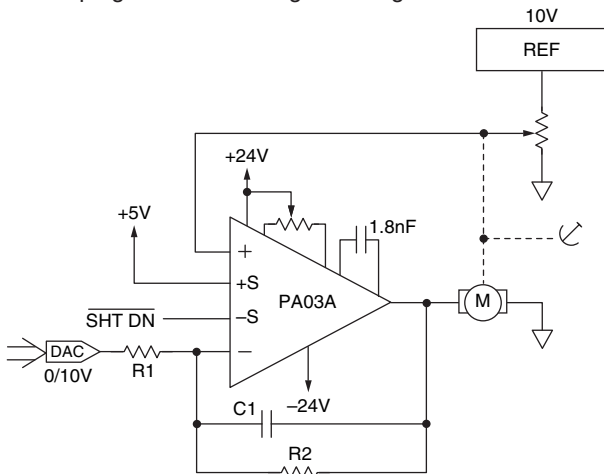 10V
REF
+24V
+5V
1.8nF
+
+S
PA03A
M
SHT DN
–S
DAC
–
0/10V
R1
–24V
C1
R2